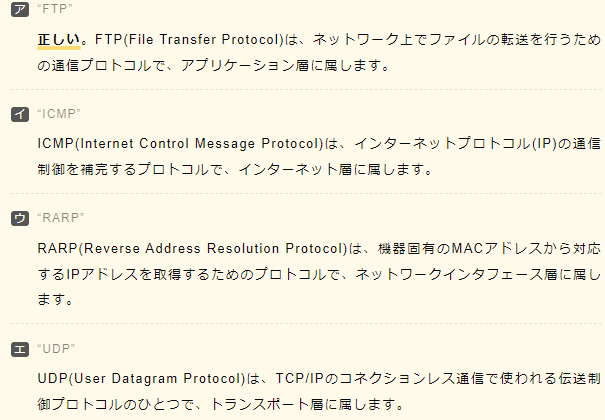 ア “FTP”
正しい。FTP(File Transfer Protocol)は、ネットワーク上でファイルの転送を行うため
の通信プロトコルで、アプリケーション層に属します。
イ “ICMP”
ICMP(Internet Control Message Protocol)は、インターネットプロトコル(IP)の通信
制御を補完するプロトコルで、インターネット層に属します。
ウ “RARP”
RARP(Reverse Address Resolution Protocol)は、機器固有のMACアドレスから対応
するIPアドレスを取得するためのプロトコルで、ネットワークインタフェース層に属し
ます。
エ “UDP”
UDP(User Datagram Protocol)は、TCP/IPのコネクションレス通信で使われる伝送制
御プロトコルのひとつで、トランスポート層に属します。